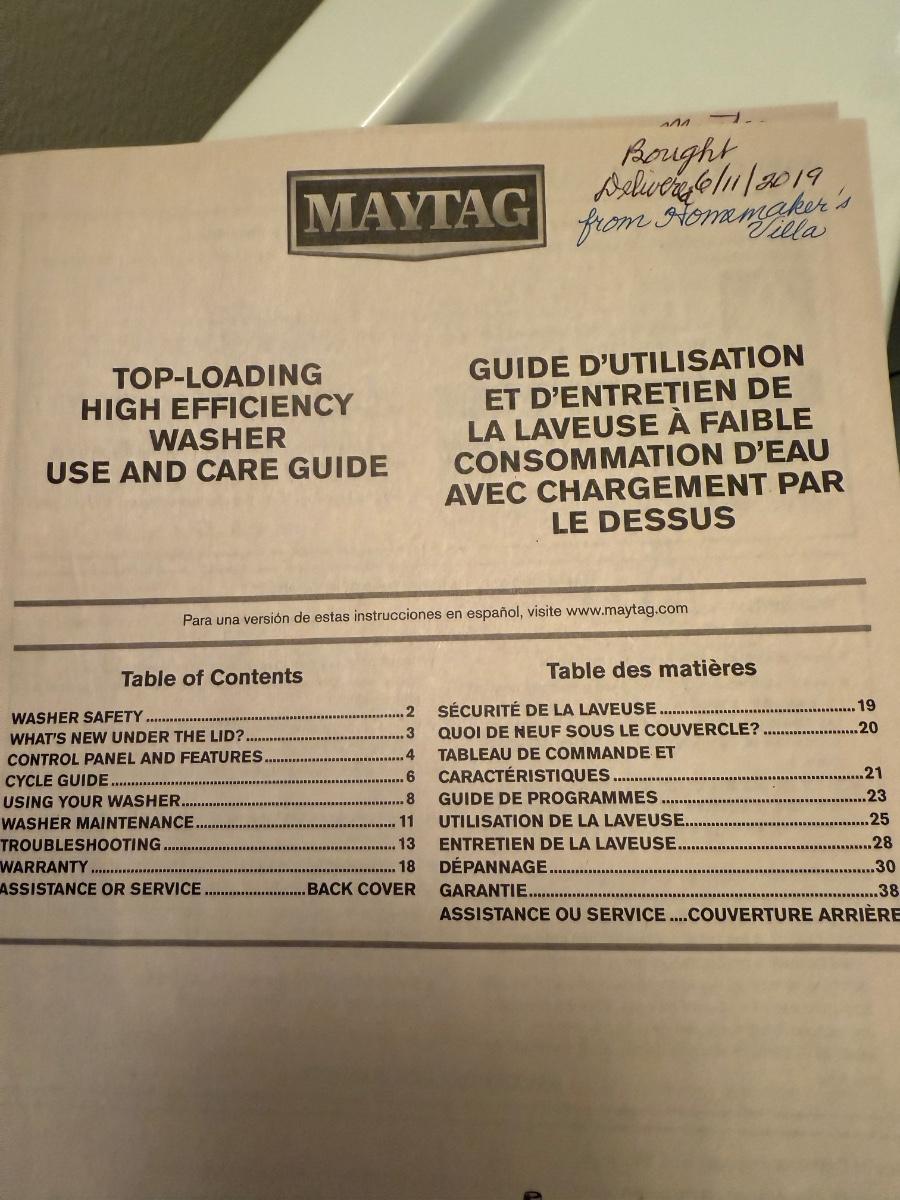 Bought
Delivered 6/11/2019
from Homemaker's
Villa
MAYTAG
TOP-LOADING
HIGH EFFICIENCY
WASHER
USE AND CARE GUIDE
GUIDE D'UTILISATION
ET D'ENTRETIEN DE
LA LAVEUSE À FAIBLE
CONSOMMATION D'EAU
AVEC CHARGEMENT PAR
LE DESSUS
Para una versión de estas instrucciones en español, visite www.maytag.com
Table of Contents
WASHER SAFETY ........ 2
WHAT'S NEW UNDER THE LID? ........ 3
CONTROL PANEL AND FEATURES ........ 4
CYCLE GUIDE ........ 6
USING YOUR WASHER ........ 8
WASHER MAINTENANCE ........ 11
TROUBLESHOOTING ........ 13
WARRANTY ........ 18
ASSISTANCE OR SERVICE ........ BACK COVER
Table des matières
SÉCURITÉ DE LA LAVEUSE ........ 19
QUOI DE NEUF SOUS LE COUVERCLE? ........ 20
TABLEAU DE COMMANDE ET
CARACTÉRISTIQUES ........ 21
GUIDE DE PROGRAMMES ........ 23
UTILISATION DE LA LAVEUSE ........ 25
ENTRETIEN DE LA LAVEUSE ........ 28
DÉPANNAGE ........ 30
GARANTIE ........ 38
ASSISTANCE OU SERVICE .... COUVERTURE ARRIÈRE